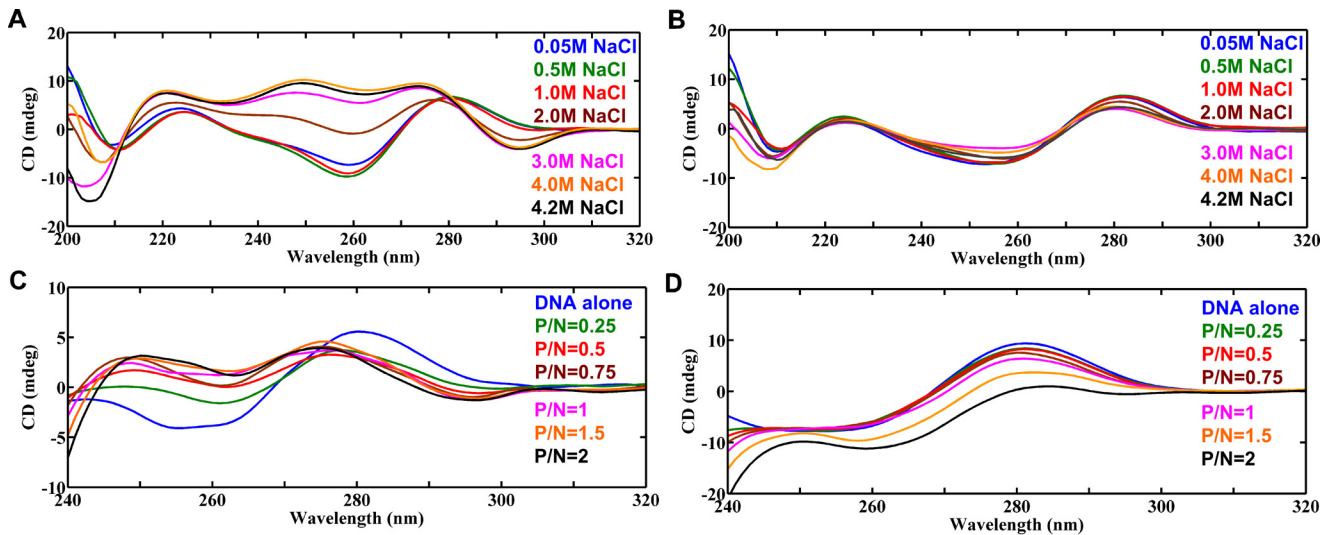 A
20
10
0
-10
-20
CD (mdeg)
0.05M NaCl
0.5M NaCl
1.0M NaCl
2.0M NaCl
3.0M NaCl
4.0M NaCl
4.2M NaCl
200 220 240 260 280 300 320
Wavelength (nm)
B
20
10
0
-10
-20
CD (mdeg)
0.05M NaCl
0.5M NaCl
1.0M NaCl
2.0M NaCl
3.0M NaCl
4.0M NaCl
4.2M NaCl
200 220 240 260 280 300 320
Wavelength (nm)
C
10
5
0
-5
-10
CD (mdeg)
DNA alone
P/N=0.25
P/N=0.5
P/N=0.75
P/N=1
P/N=1.5
P/N=2
240 260 280 300 320
Wavelength (nm)
D
20
10
0
-10
-20
CD (mdeg)
DNA alone
P/N=0.25
P/N=0.5
P/N=0.75
P/N=1
P/N=1.5
P/N=2
240 260 280 300 320
Wavelength (nm)